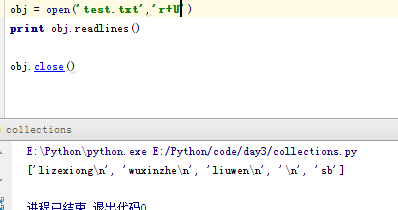 obj = open('test.txt','r+U')
print obj.readlines()
obj.close()
collections
E:\Python\python.exe E:/Python/code/day3/collections.py
['lizexiong\n', 'wuxinzhe\n', 'liuwen\n', '\n', 'sb']
进程已结束,退出代码0